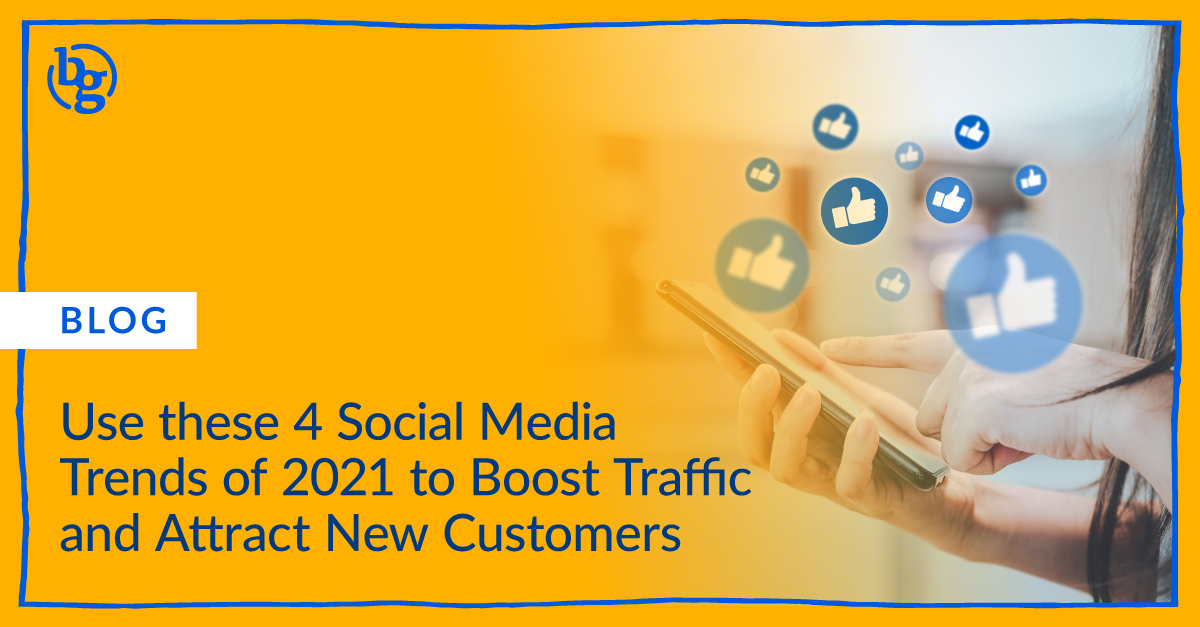 bg
BLOG
Use these 4 Social Media
Trends of 2021 to Boost Traffic
and Attract New Customers